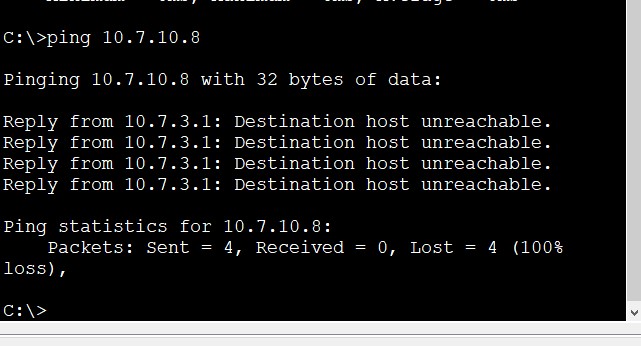 C:\>ping 10.7.10.8
Pinging 10.7.10.8 with 32 bytes of data:
Reply from 10.7.3.1: Destination host unreachable.
Reply from 10.7.3.1: Destination host unreachable.
Reply from 10.7.3.1: Destination host unreachable.
Reply from 10.7.3.1: Destination host unreachable.
Ping statistics for 10.7.10.8:
Packets: Sent = 4, Received = 0, Lost = 4 (100%
loss),
C:\>